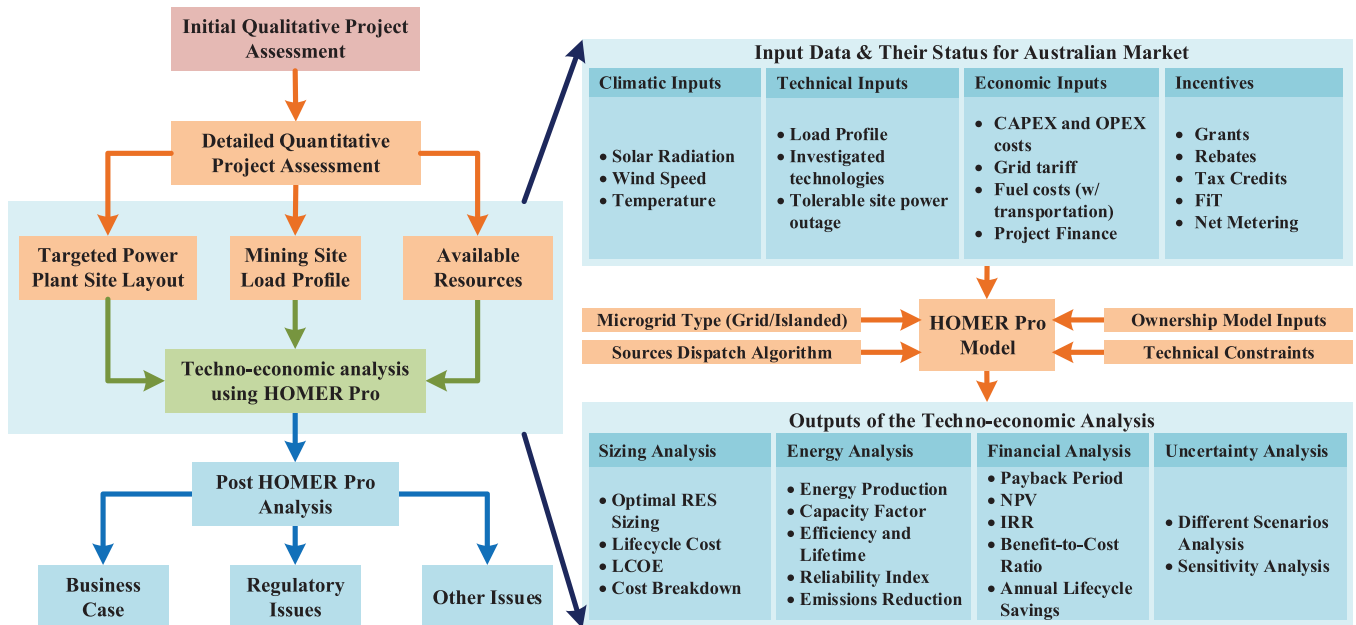 Initial Qualitative Project
Assessment
Detailed Quantitative
Project Assessment
Targeted Power
Plant Site Layout
Mining Site
Load Profile
Available
Resources
Techno-economic analysis
using HOMER Pro
Post HOMER Pro
Analysis
Business
Case
Regulatory
Issues
Other Issues
Input Data & Their Status for Australian Market
Climatic Inputs
• Solar Radiation
• Wind Speed
• Temperature
Technical Inputs
• Load Profile
• Investigated
technologies
• Tolerable site power
outage
Economic Inputs
• CAPEX and OPEX
costs
• Grid tariff
• Fuel costs (w/
transportation)
• Project Finance
Incentives
• Grants
• Rebates
• Tax Credits
• FiT
• Net Metering
Microgrid Type (Grid/Islanded)
Sources Dispatch Algorithm
HOMER Pro
Model
Ownership Model Inputs
Technical Constraints
Outputs of the Techno-economic Analysis
Sizing Analysis
• Optimal RES
Sizing
• Lifecycle Cost
• LCOE
• Cost Breakdown
Energy Analysis
• Energy Production
• Capacity Factor
• Efficiency and
Lifetime
• Reliability Index
• Emissions Reduction
Financial Analysis
• Payback Period
• NPV
• IRR
• Benefit-to-Cost
Ratio
• Annual Lifecycle
Savings
Uncertainty Analysis
• Different Scenarios
Analysis
• Sensitivity Analysis